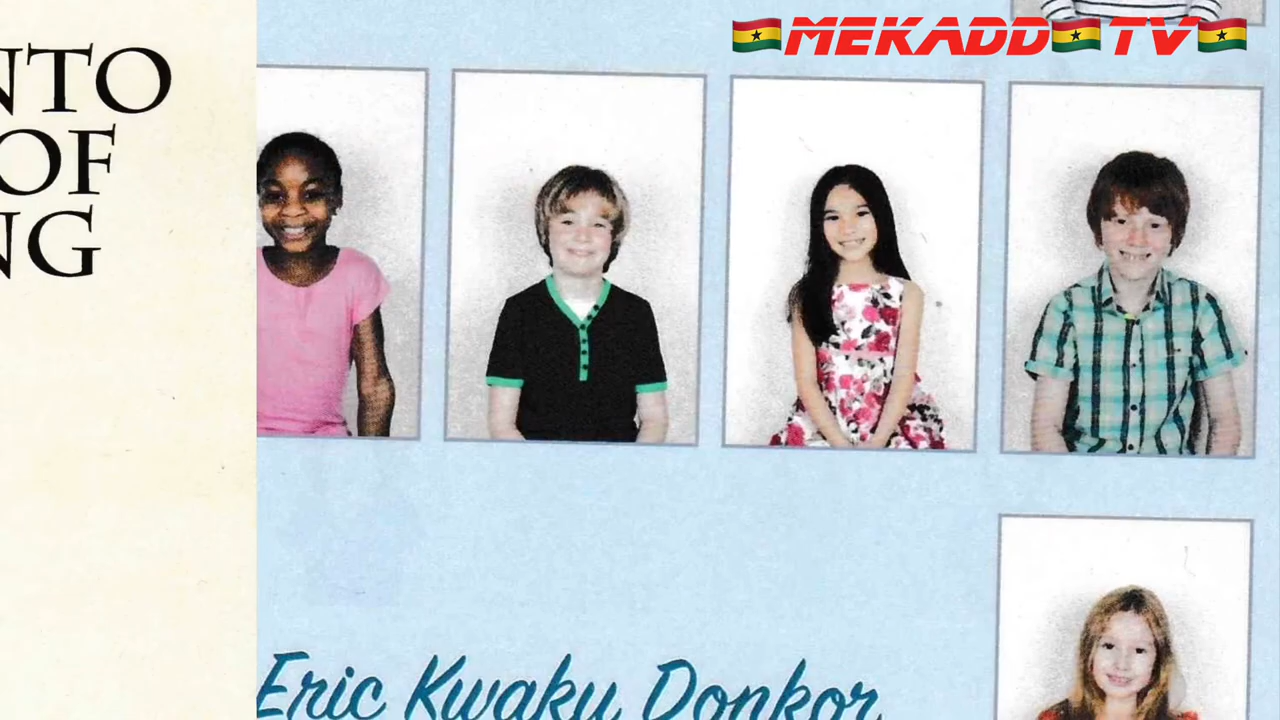 NTO
OF
NG
🇬🇭MEKADD🇬🇭TV🇬🇭
Eric Kwaku Donkor